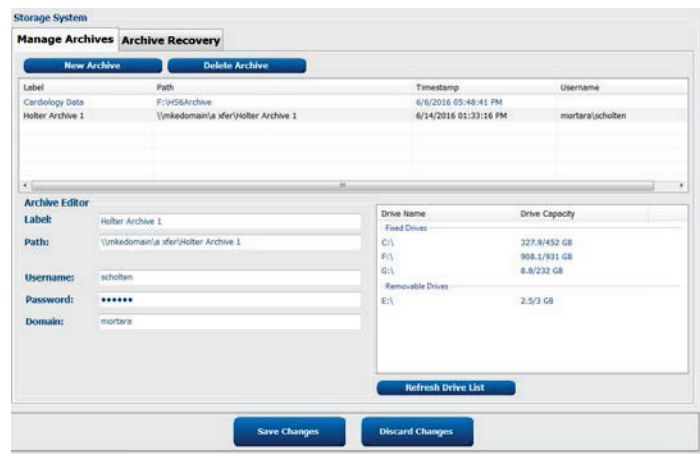 Storage System
Manage Archives Archive Recovery
New Archive Delete Archive
Label Path Timestamp Username
Cardiology Data F:\HS6Archive 6/6/2016 05:48:41 PM
Holter Archive 1 \\mkedomain\a xfer\Holter Archive 1 6/14/2016 01:33:16 PM mortara\scholten
Archive Editor
Label: Holter Archive 1
Path: \\mkedomain\a xfer\Holter Archive 1
Username: scholten
Password: ••••••
Domain: mortara
Drive Name Drive Capacity
Fixed Drives
C:\ 327.9/452 GB
F:\ 908.1/931 GB
G:\ 8.8/232 GB
Removable Drives
E:\ 2.5/3 GB
Refresh Drive List
Save Changes Discard Changes